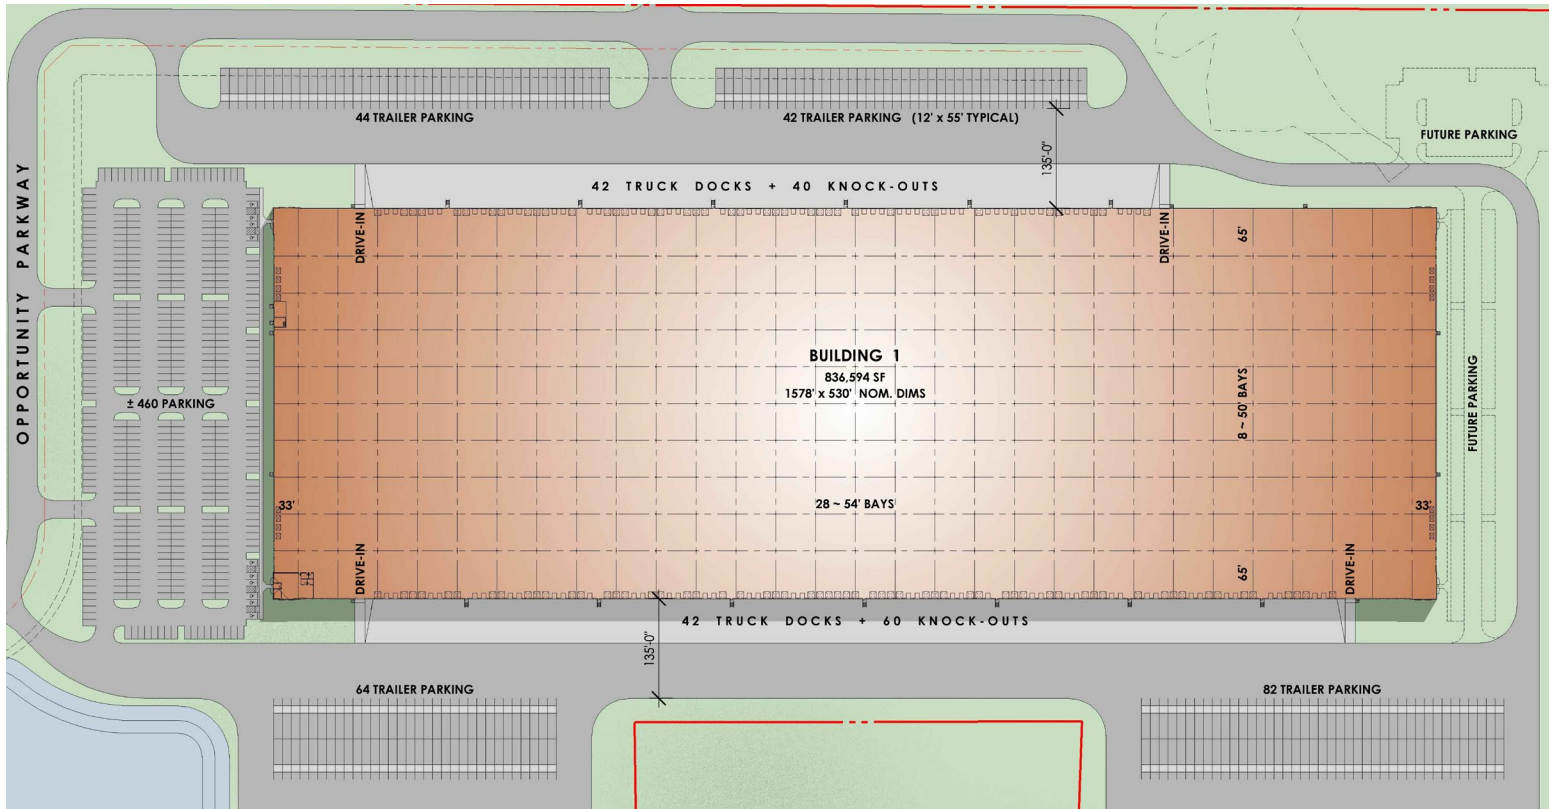 44 TRAILER PARKING
42 TRAILER PARKING (12' x 55' TYPICAL)
FUTURE PARKING
135'-0"
42 TRUCK DOCKS + 40 KNOCK-OUTS
OPPORTUNITY PARKWAY
DRIVE-IN
DRIVE-IN
65'
BUILDING 1
836,594 SF
1578' x 530' NOM. DIMS
± 460 PARKING
8 ~ 50' BAYS
FUTURE PARKING
33'
28 ~ 54' BAYS
33'
DRIVE-IN
65'
DRIVE-IN
42 TRUCK DOCKS + 60 KNOCK-OUTS
135'-0"
64 TRAILER PARKING
82 TRAILER PARKING